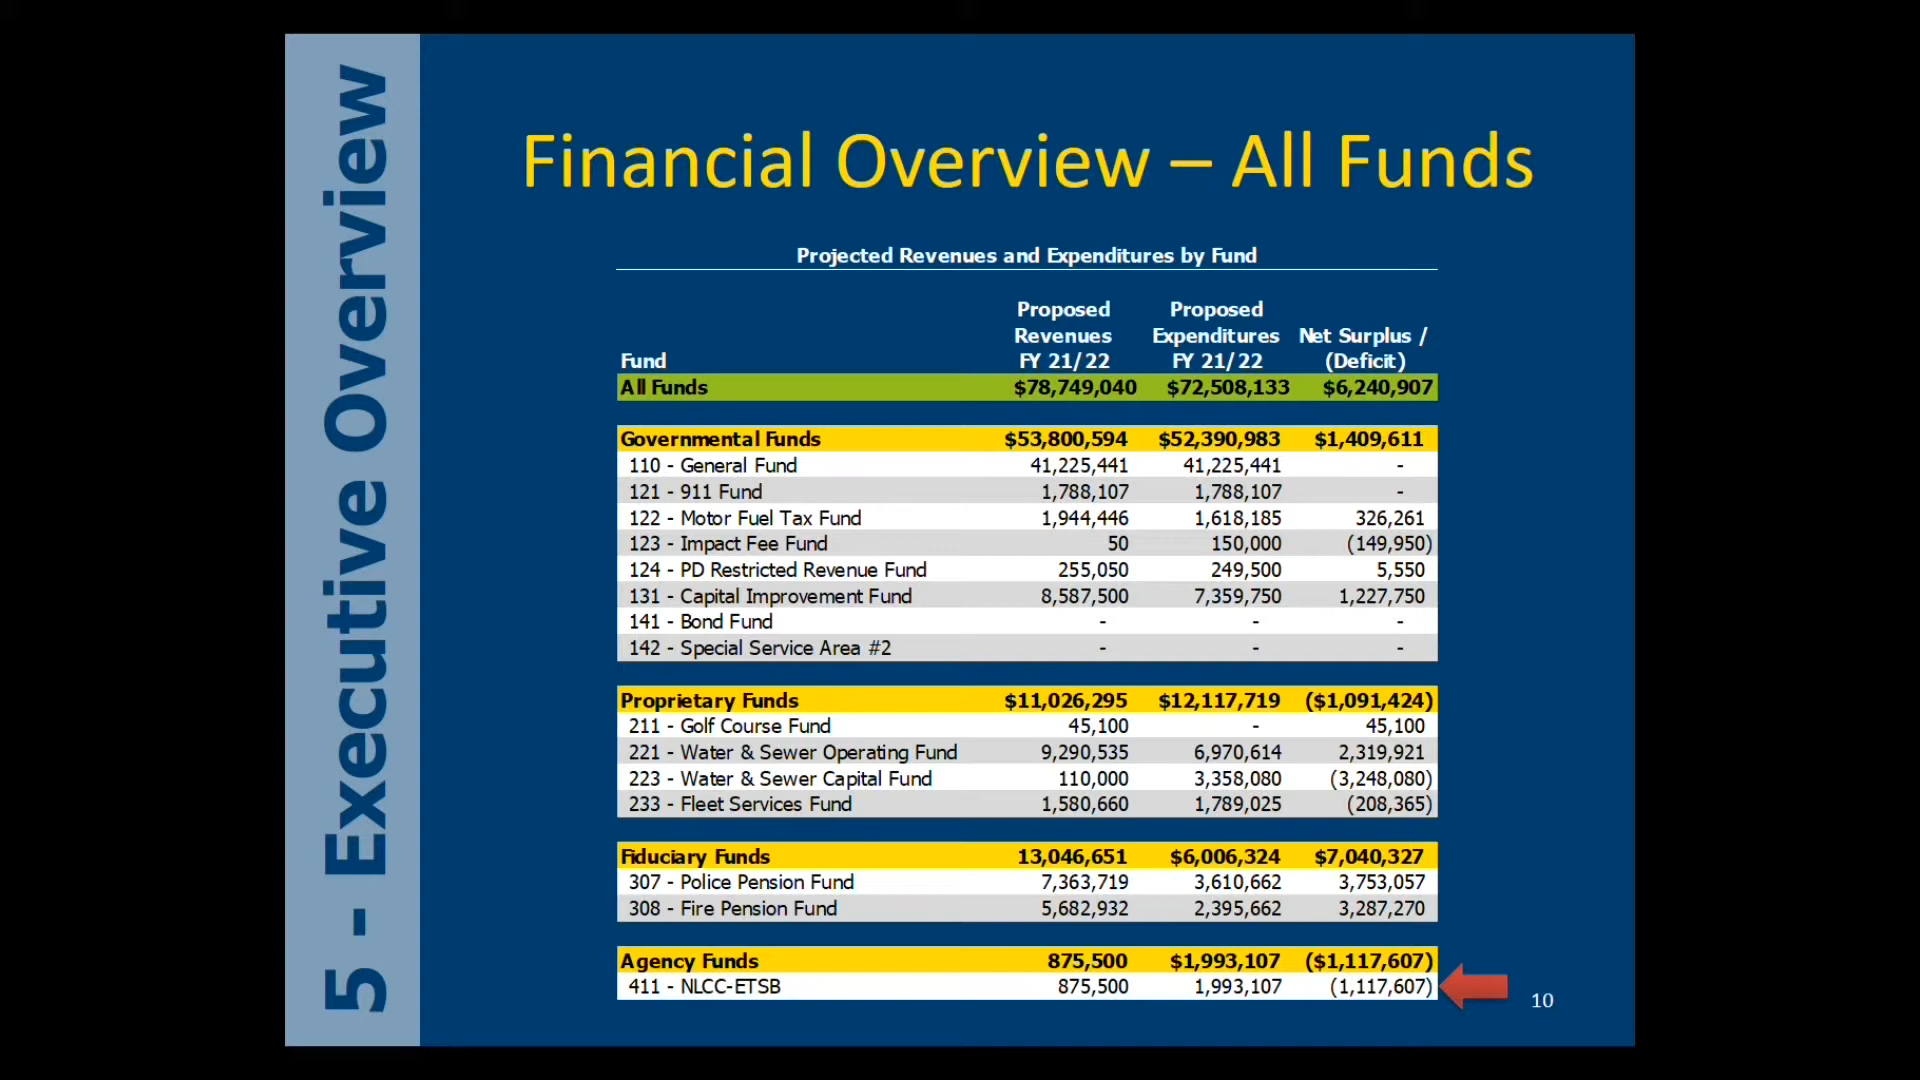 5 - Executive Overview
Financial Overview – All Funds
Projected Revenues and Expenditures by Fund
Proposed Proposed
Revenues Expenditures Net Surplus /
Fund FY 21/22 FY 21/22 (Deficit)
All Funds $78,749,040 $72,508,133 $6,240,907
Governmental Funds $53,800,594 $52,390,983 $1,409,611
110 - General Fund 41,225,441 41,225,441 -
121 - 911 Fund 1,788,107 1,788,107 -
122 - Motor Fuel Tax Fund 1,944,446 1,618,185 326,261
123 - Impact Fee Fund 50 150,000 (149,950)
124 - PD Restricted Revenue Fund 255,050 249,500 5,550
131 - Capital Improvement Fund 8,587,500 7,359,750 1,227,750
141 - Bond Fund - - -
142 - Special Service Area #2 - - -
Proprietary Funds $11,026,295 $12,117,719 ($1,091,424)
211 - Golf Course Fund 45,100 - 45,100
221 - Water & Sewer Operating Fund 9,290,535 6,970,614 2,319,921
223 - Water & Sewer Capital Fund 110,000 3,358,080 (3,248,080)
233 - Fleet Services Fund 1,580,660 1,789,025 (208,365)
Fiduciary Funds 13,046,651 $6,006,324 $7,040,327
307 - Police Pension Fund 7,363,719 3,610,662 3,753,057
308 - Fire Pension Fund 5,682,932 2,395,662 3,287,270
Agency Funds 875,500 $1,993,107 ($1,117,607)
411 - NLCC-ETSB 875,500 1,993,107 (1,117,607)
10